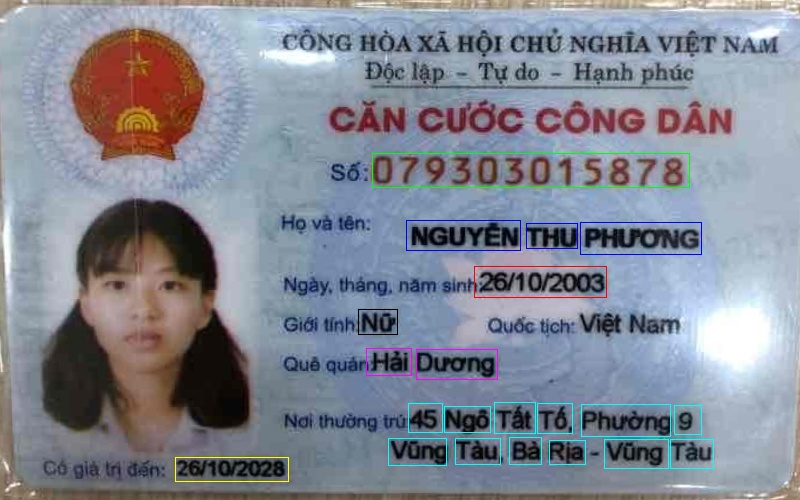 CỘNG HÒA XÃ HỘI CHỦ NGHĨA VIỆT NAM
Độc lập - Tự do - Hạnh phúc
CĂN CƯỚC CÔNG DÂN
Số: 079303015878
Họ và tên: NGUYỄN THU PHƯƠNG
Ngày, tháng, năm sinh: 26/10/2003
Giới tính: Nữ Quốc tịch: Việt Nam
Quê quán: Hải Dương
Nơi thường trú: 45 Ngô Tất Tố, Phường 9
Vũng Tàu, Bà Rịa - Vũng Tàu
Có giá trị đến: 26/10/2028